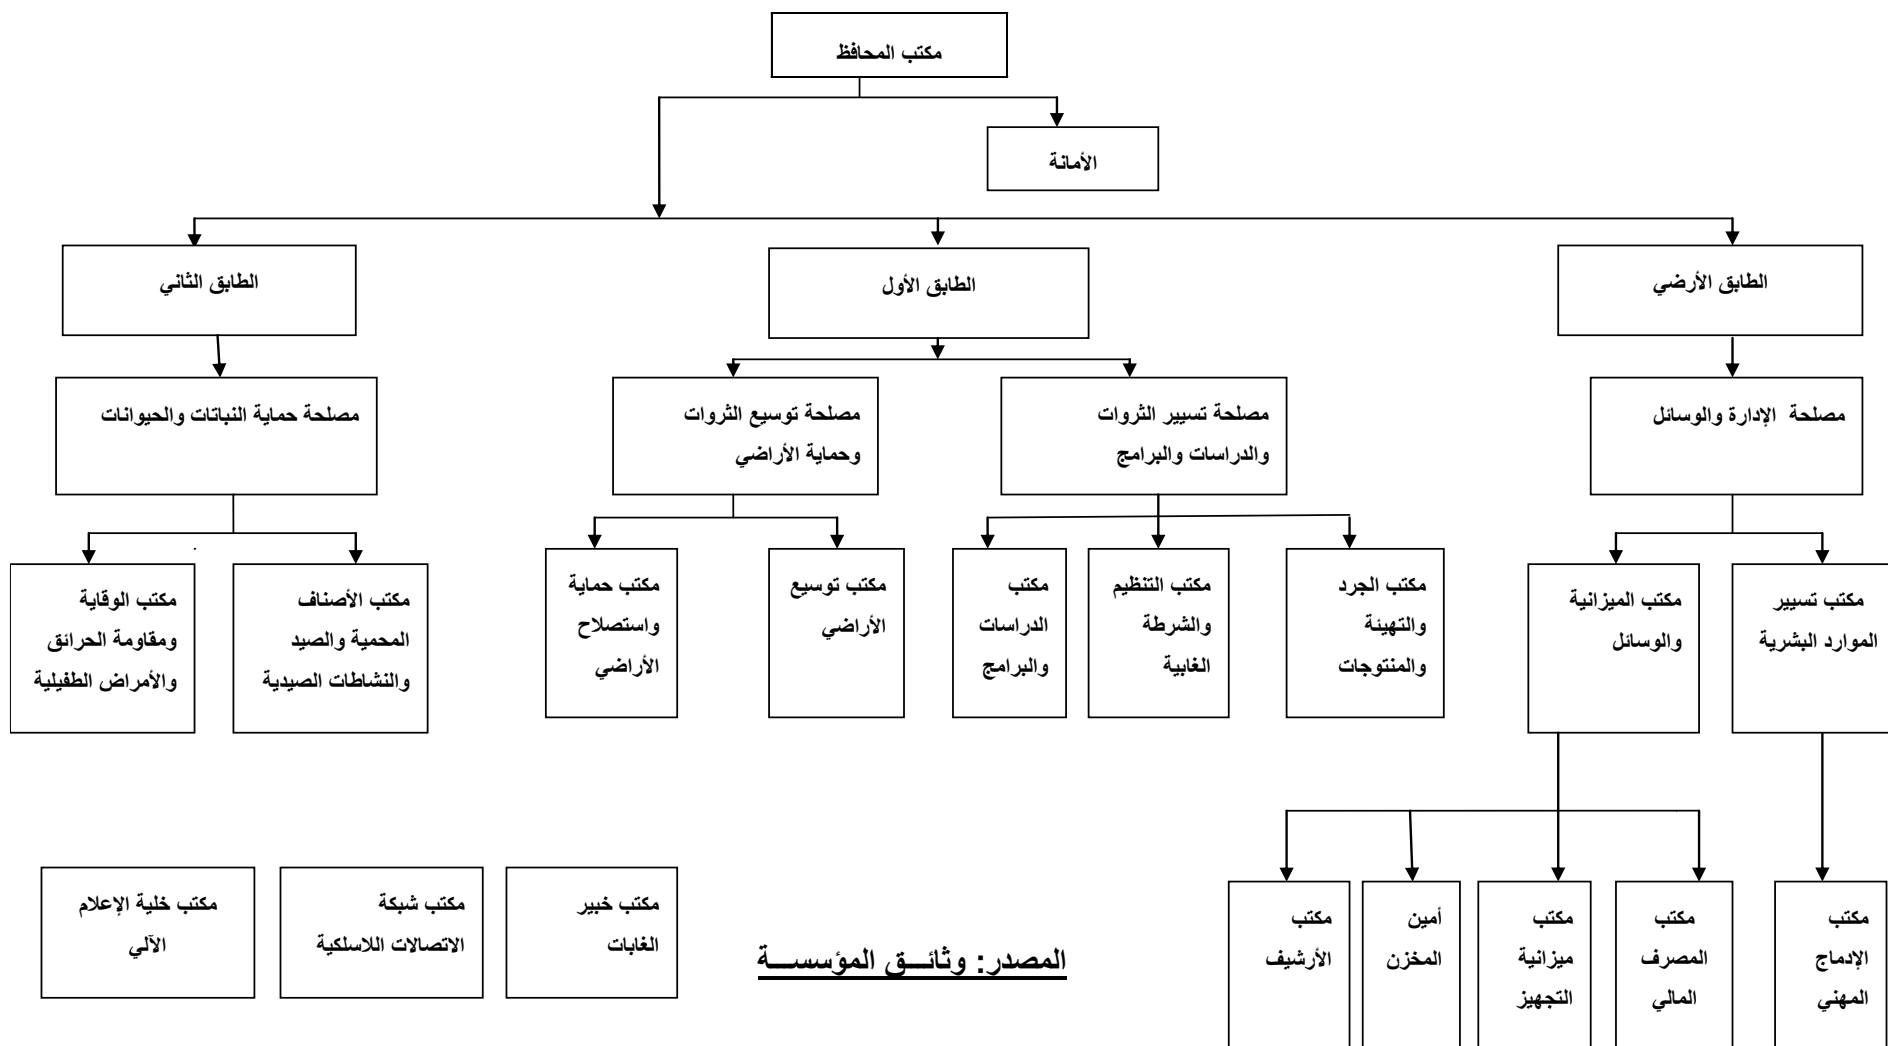 مكتب المحافظ
الأمانة
الطابق الأرضي
الطابق الأول
الطابق الثاني
مصلحة الإدارة والوسائل
مصلحة تسيير الثروات
والدراسات والبرامج
مصلحة توسيع الثروات
وحماية الأراضي
مصلحة حماية النباتات والحيوانات
مكتب تسيير
الموارد البشرية
مكتب الميزانية
والوسائل
مكتب الجرد
والتهيئة
والمنتوجات
مكتب التنظيم
والشرطة
الغابية
مكتب
الدراسات
والبرامج
مكتب توسيع
الأراضي
مكتب حماية
واستصلاح
الأراضي
مكتب الأصناف
المحمية والصيد
والنشاطات الصيدية
مكتب الوقاية
ومقاومة الحرائق
والأمراض الطفيلية
مكتب
الإدماج
المهني
مكتب
المصرف
المالي
مكتب
ميزانية
التجهيز
أمين
المخزن
مكتب
الأرشيف
مكتب خبير
الغابات
مكتب شبكة
الاتصالات اللاسلكية
مكتب خلية الإعلام
الآلي
المصدر: وثائــق المؤسســة